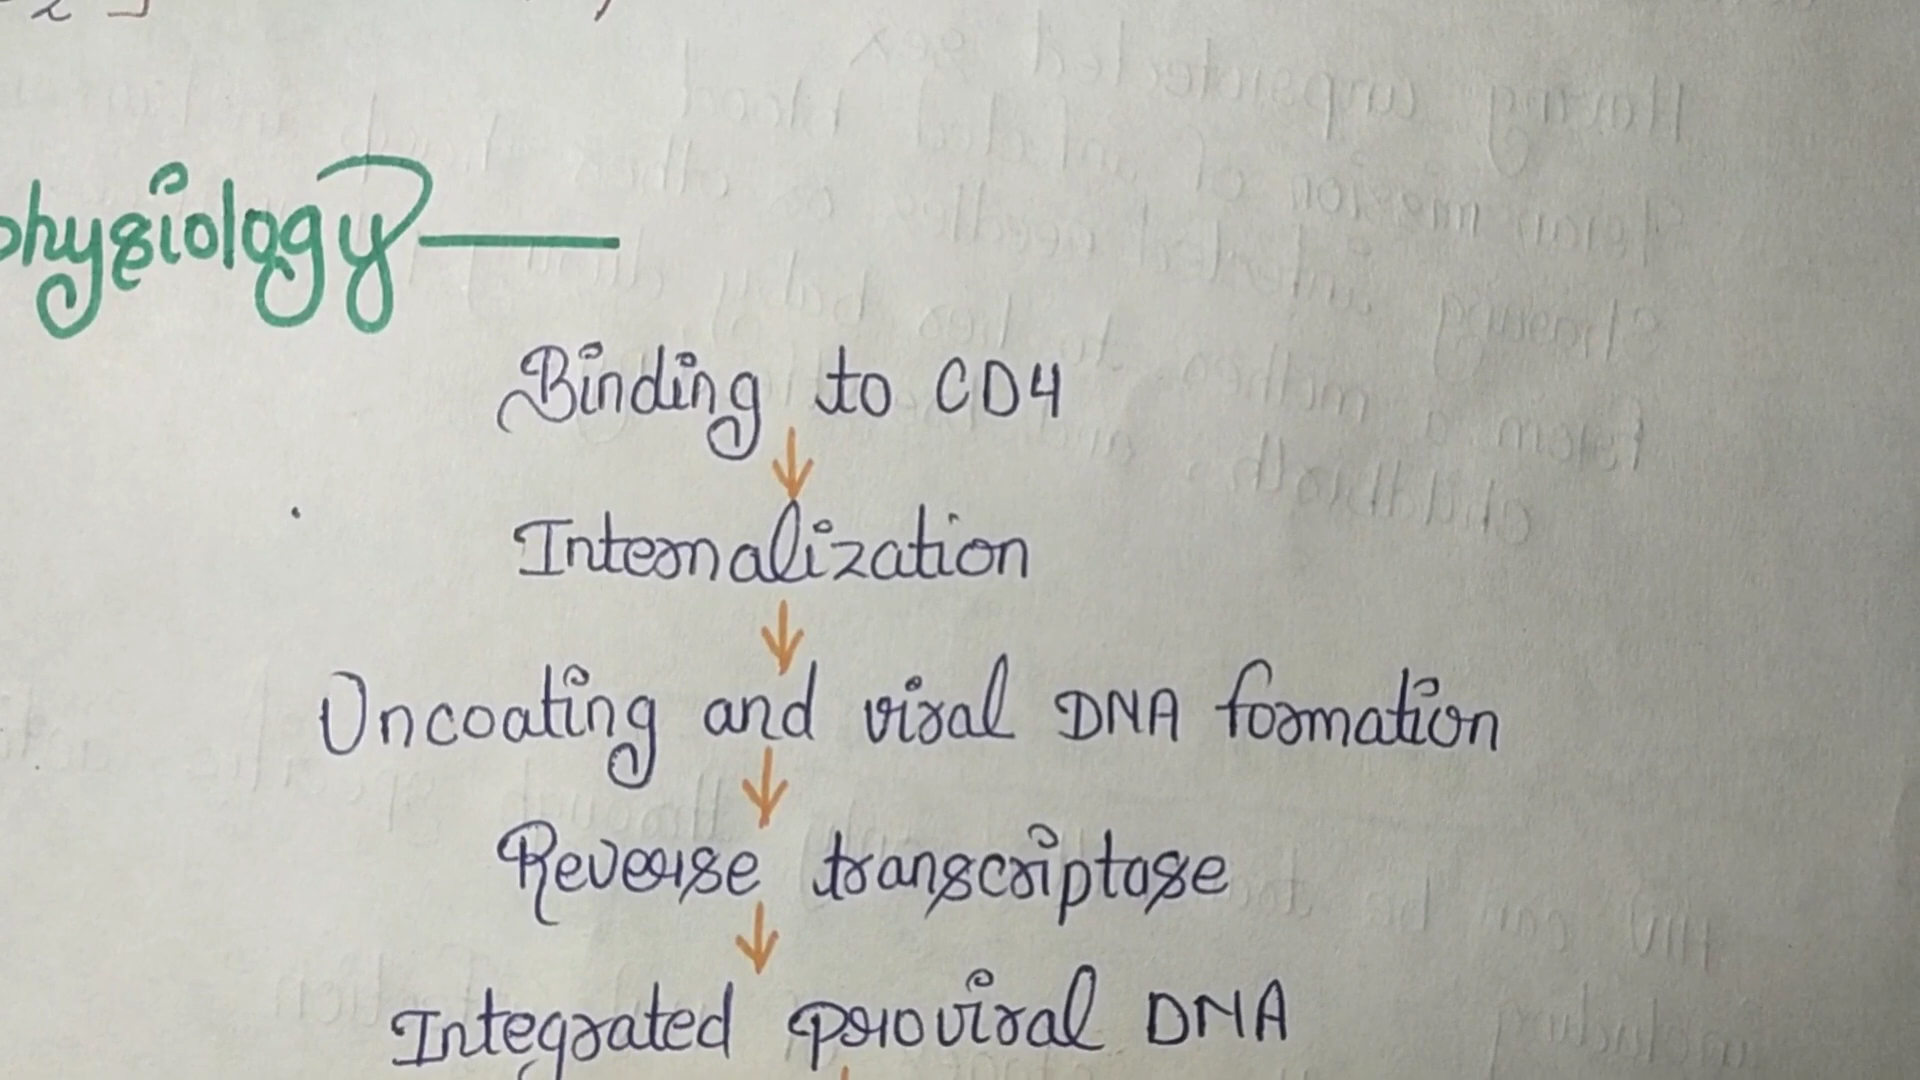 physiology —
Binding to CD4
↓
Internalization
↓
Uncoating and viral DNA formation
↓
Reverse transcriptase
↓
Integrated proviral DNA